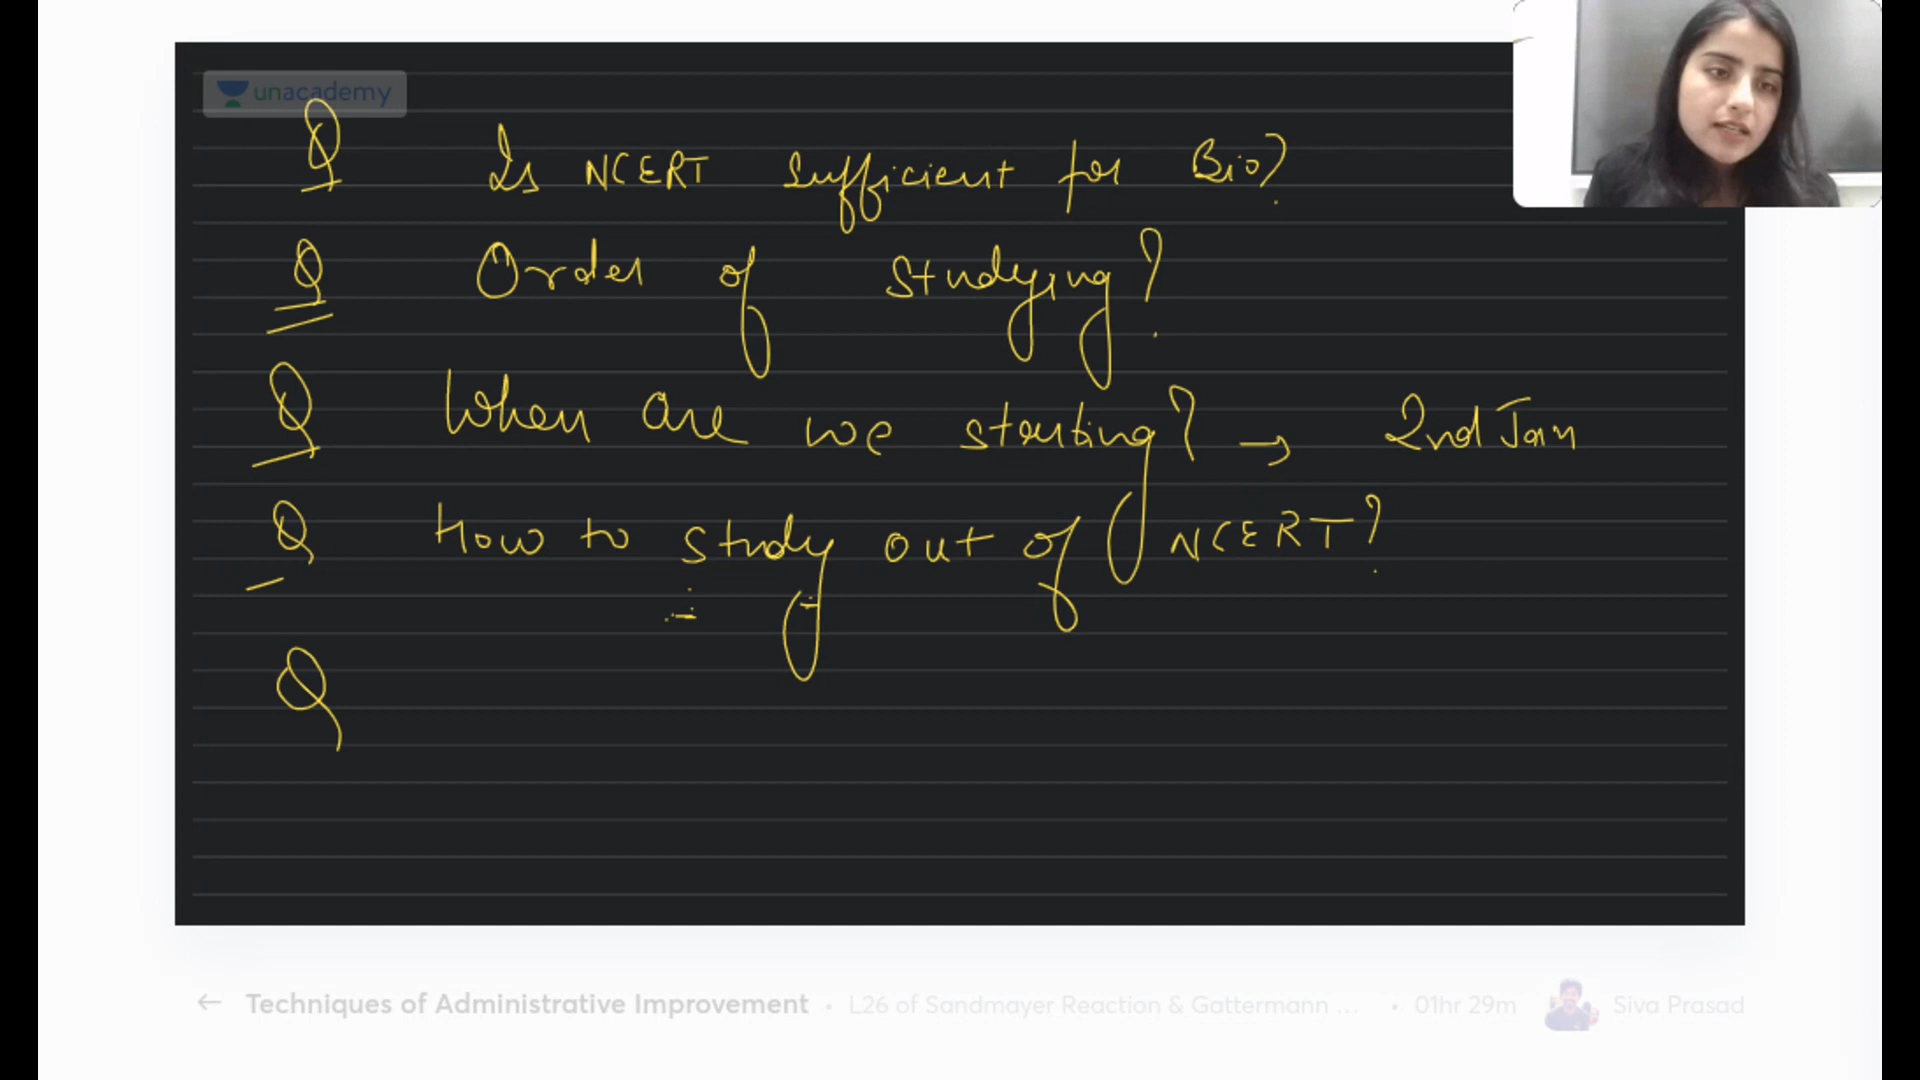 unacademy
Q Is NCERT sufficient for Bio?
Q Order of studying?
Q When are we starting? → 2nd Jan
Q How to study out of NCERT?
Q
← Techniques of Administrative Improvement • L26 of Sandmayer Reaction & Gattermann ... • 01hr 29m Siva Prasad